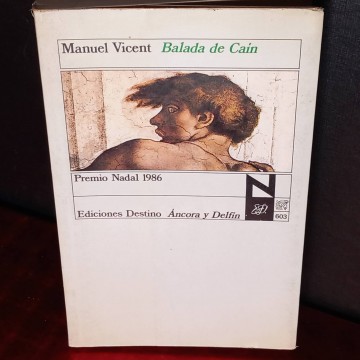 Manuel Vicent Balada de Caín
Premio Nadal 1986
N
Ediciones Destino Áncora y Delfín
603